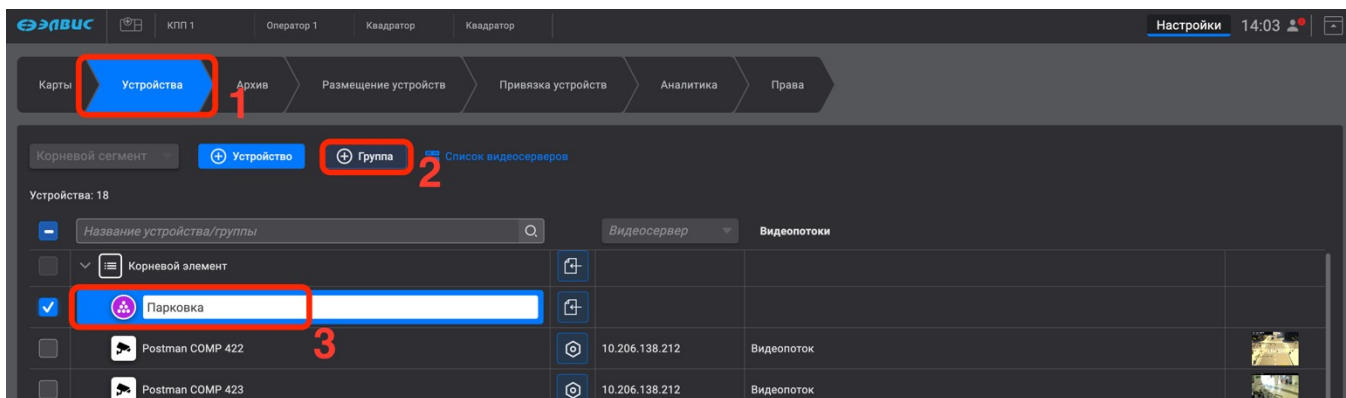 ЭЛВИС КПП 1 Оператор 1 Квадратор Квадратор Настройки 14:03
Карты Устройства Архив Размещение устройств Привязка устройств Аналитика Права
1
Корневой сегмент Устройство Группа Список видеосерверов
2
Устройства: 18
Название устройства/группы Видеосервер Видеопотоки
Корневой элемент
Парковка
3
Postman COMP 422 10.206.138.212 Видеопоток
Postman COMP 423 10.206.138.212 Видеопоток